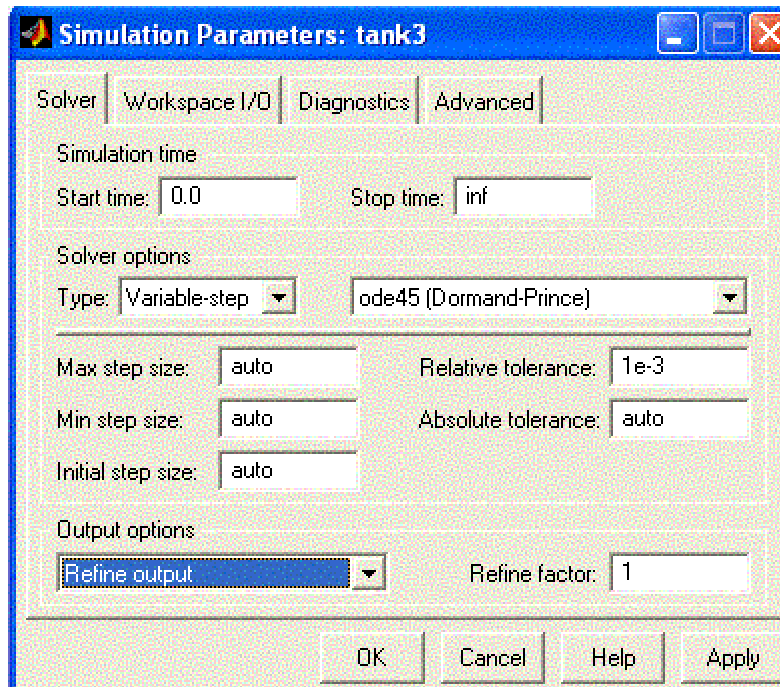 Simulation Parameters: tank3
Solver Workspace I/O Diagnostics Advanced
Simulation time
Start time: 0.0 Stop time: inf
Solver options
Type: Variable-step ode45 (Dormand-Prince)
Max step size: auto Relative tolerance: 1e-3
Min step size: auto Absolute tolerance: auto
Initial step size: auto
Output options
Refine output Refine factor: 1
OK Cancel Help Apply